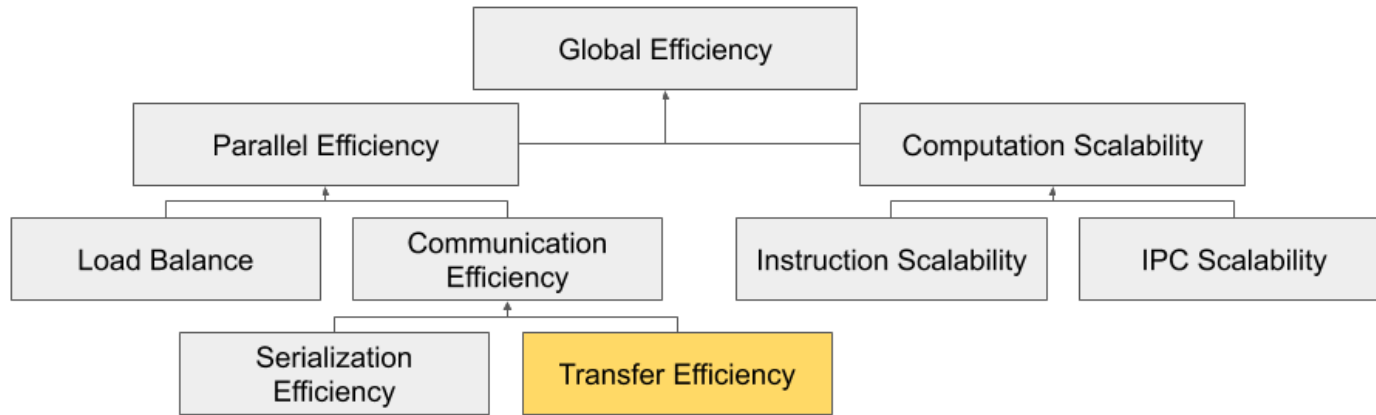 Global Efficiency
Parallel Efficiency
Computation Scalability
Load Balance
Communication
Efficiency
Instruction Scalability
IPC Scalability
Serialization
Efficiency
Transfer Efficiency